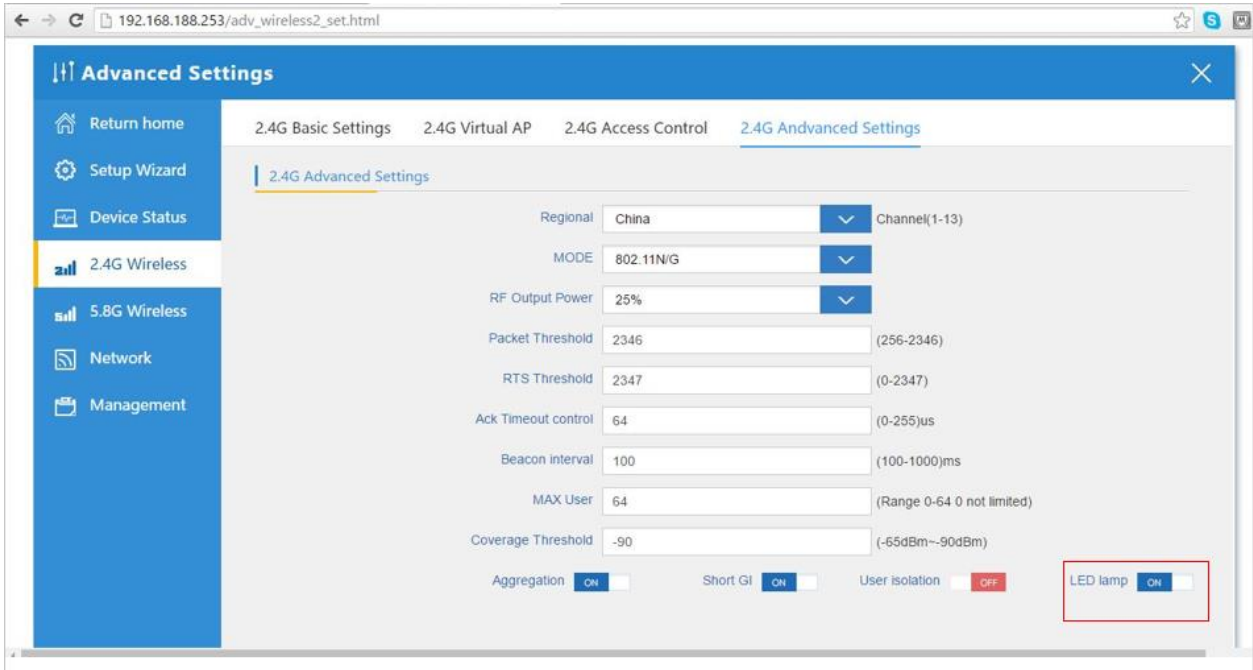 192.168.188.253/adv_wireless2_set.html
Advanced Settings
Return home
Setup Wizard
Device Status
2.4G Wireless
5.8G Wireless
Network
Management
2.4G Basic Settings 2.4G Virtual AP 2.4G Access Control 2.4G Andvanced Settings
2.4G Advanced Settings
Regional China Channel(1-13)
MODE 802.11N/G
RF Output Power 25%
Packet Threshold 2346 (256-2346)
RTS Threshold 2347 (0-2347)
Ack Timeout control 64 (0-255)us
Beacon interval 100 (100-1000)ms
MAX User 64 (Range 0-64 0 not limited)
Coverage Threshold -90 (-65dBm~-90dBm)
Aggregation ON Short GI ON User isolation OFF LED lamp ON